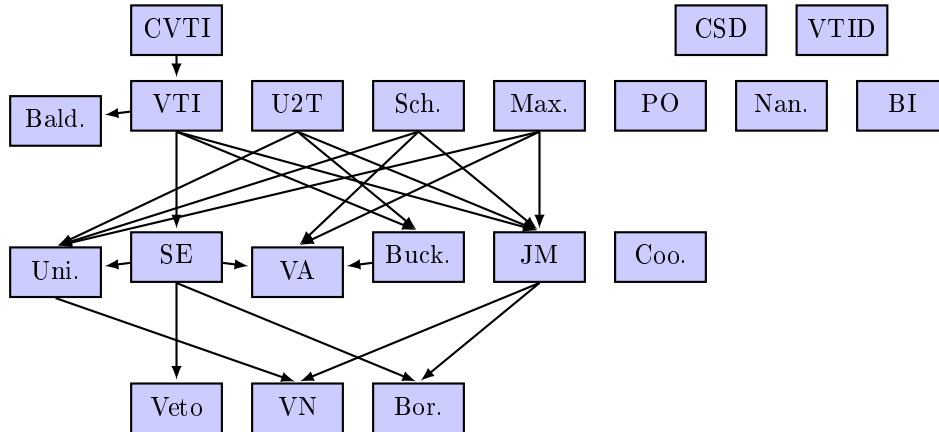 CVTI CSD VTID
Bald. VTI U2T Sch. Max. PO Nan. BI
Uni. SE VA Buck. JM Coo.
Veto VN Bor.